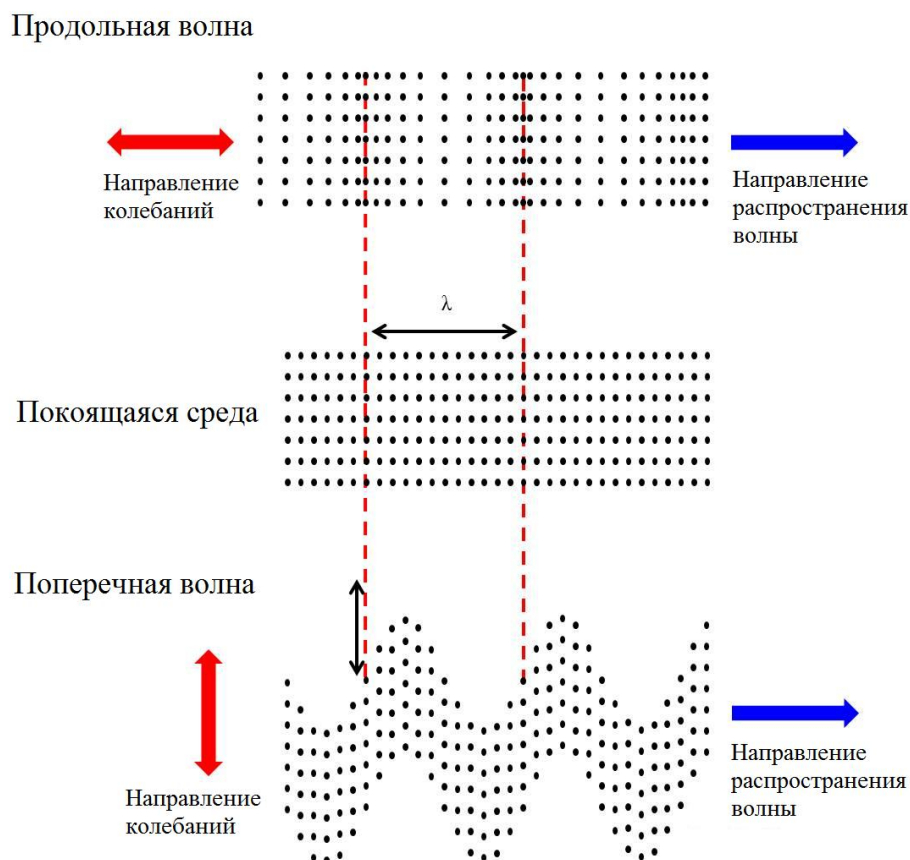 Продольная волна
Направление
колебаний
Направление
распространения
волны
λ
Покоящаяся среда
Поперечная волна
Направление
колебаний
Направление
распространения
волны